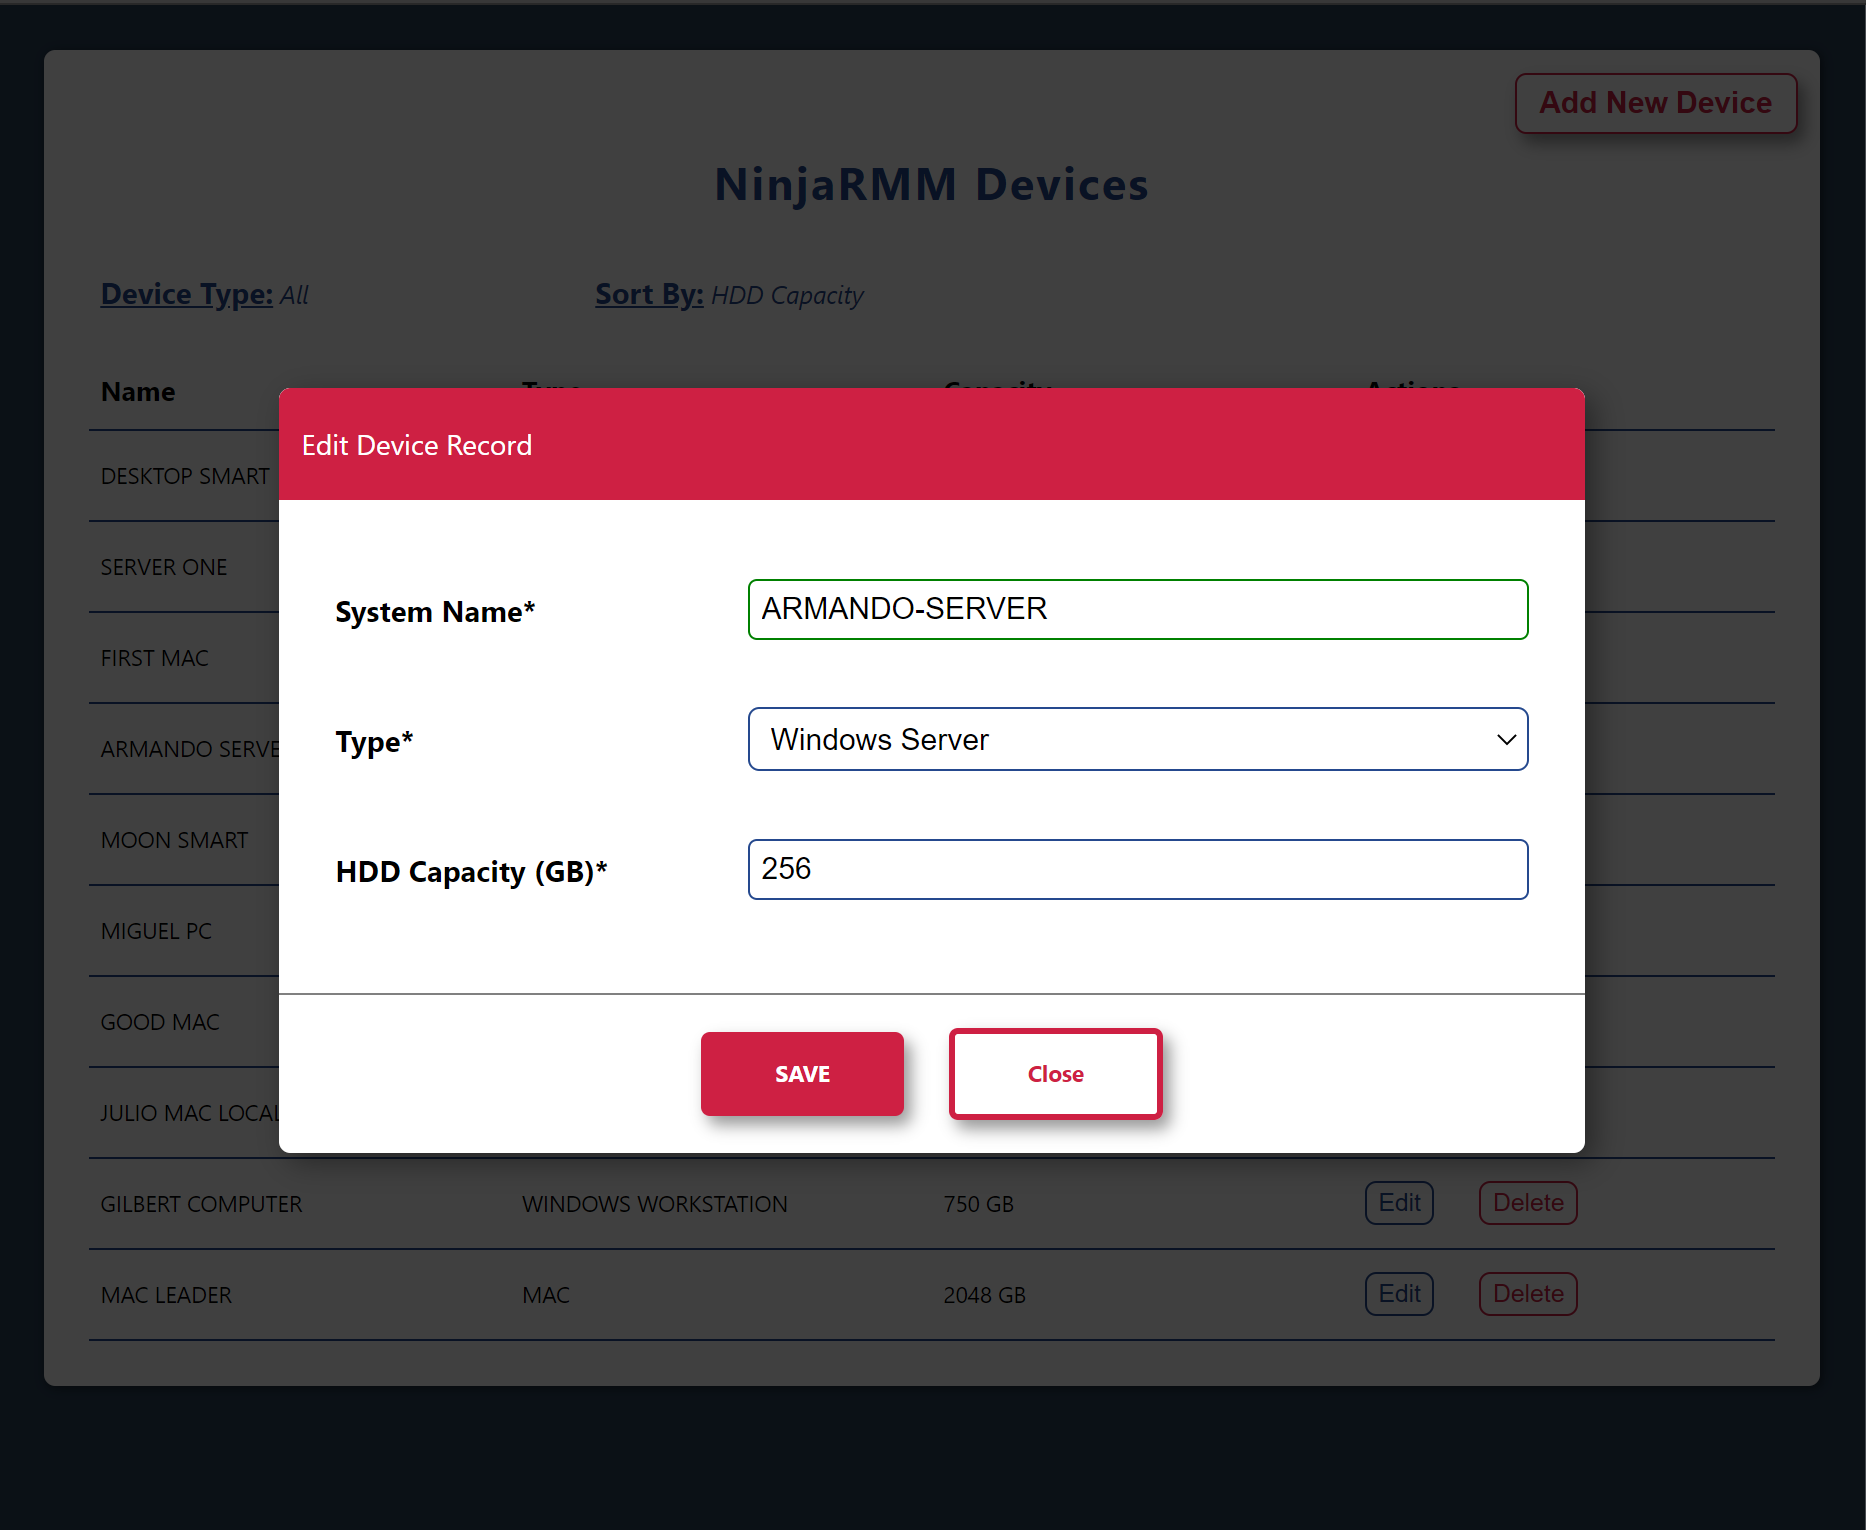 Add New Device
NinjaRMM Devices
Device Type: All
Sort By: HDD Capacity
Name Type Capacity Actions
Edit Device Record
DESKTOP SMART
SERVER ONE
System Name* ARMANDO-SERVER
FIRST MAC
Type* Windows Server
ARMANDO SERVE
MOON SMART
HDD Capacity (GB)* 256
MIGUEL PC
GOOD MAC
SAVE Close
JULIO MAC LOCAL
GILBERT COMPUTER WINDOWS WORKSTATION 750 GB Edit Delete
MAC LEADER MAC 2048 GB Edit Delete